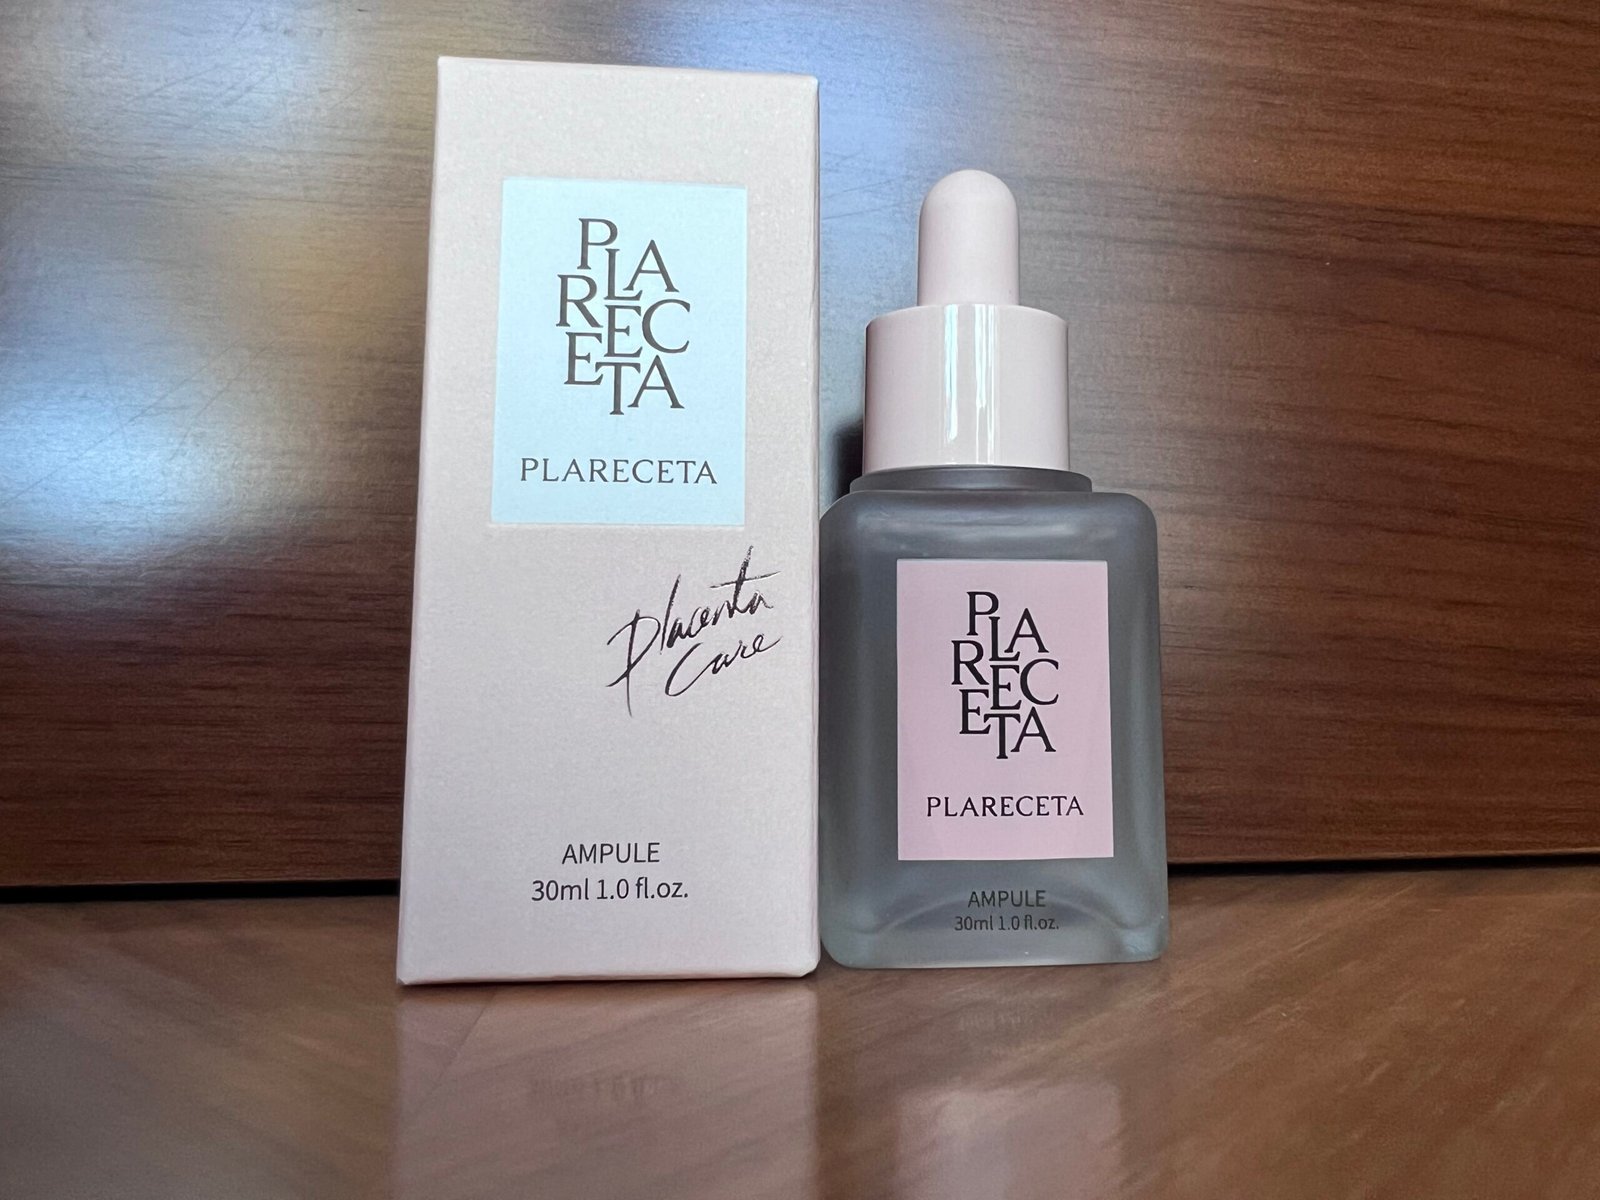 PLA
REC
ETA
PLARECETA
Placenta
Care
AMPULE
30ml 1.0 fl.oz.
PLA
REC
ETA
PLARECETA
AMPULE
30ml 1.0 fl.oz.